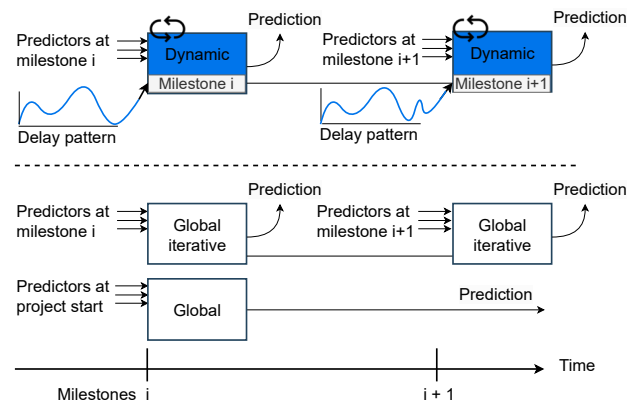 Prediction
Prediction
Predictors at
milestone i
Dynamic
Milestone i
Predictors at
milestone i+1
Dynamic
Milestone i+1
Delay pattern
Delay pattern
Prediction
Prediction
Predictors at
milestone i
Global
iterative
Predictors at
milestone i+1
Global
iterative
Predictors at
project start
Global
Prediction
Time
Milestones i
i + 1